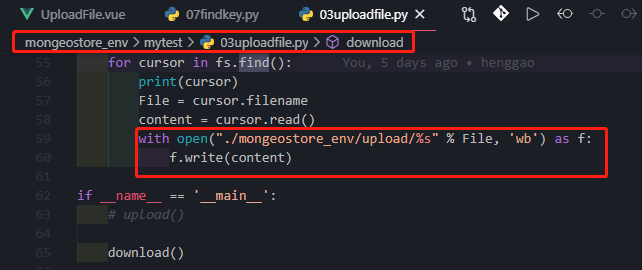 UploadFile.vue
07findkey.py
03uploadfile.py
mongeostore_env > mytest > 03uploadfile.py > download
55 for cursor in fs.find(): You, 5 days ago • henggao
56 print(cursor)
57 File = cursor.filename
58 content = cursor.read()
59 with open("./mongeostore_env/upload/%s" % File, 'wb') as f:
60 f.write(content)
61
62 if __name__ == '__main__':
63 # upload()
64
65 download()